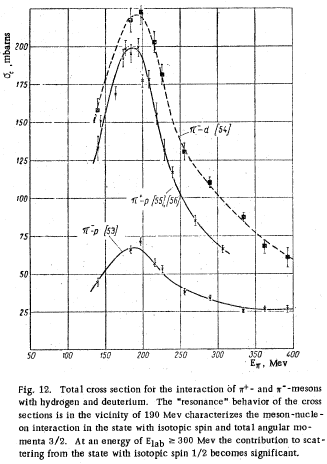 σt, mbarns
200
175
150
125
100
75
50
25
π⁻-d [54]
π⁺-p [55], [56]
π⁻-p [53]
50 100 150 200 250 300 350 400
Eπ, Mev
Fig. 12. Total cross section for the interaction of π⁺- and π⁻-mesons
with hydrogen and deuterium. The "resonance" behavior of the cross
sections is in the vicinity of 190 Mev characterizes the meson-nucle-
on interaction in the state with isotopic spin and total angular mo-
menta 3/2. At an energy of Elab ≥ 300 Mev the contribution to scat-
tering from the state with isotopic spin 1/2 becomes significant.